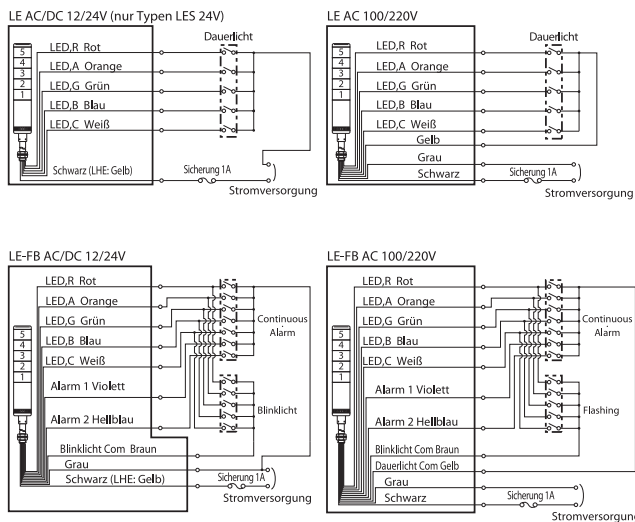 LE AC/DC 12/24V (nur Typen LES 24V)
Dauerlicht
LED,R Rot
LED,A Orange
LED,G Grün
LED,B Blau
LED,C Weiß
5
4
3
2
1
Schwarz (LHE: Gelb)
Sicherung 1A
Stromversorgung
LE AC 100/220V
Dauerlicht
LED,R Rot
LED,A Orange
LED,G Grün
LED,B Blau
LED,C Weiß
Gelb
Grau
Schwarz
5
4
3
2
1
Sicherung 1A
Stromversorgung
LE-FB AC/DC 12/24V
LED,R Rot
LED,A Orange
LED,G Grün
LED,B Blau
LED,C Weiß
5
4
3
2
1
Alarm 1 Violett
Alarm 2 Hellblau
Blinklicht Com Braun
Grau
Schwarz (LHE: Gelb)
Continuous
Alarm
Blinklicht
Sicherung 1A
Stromversorgung
LE-FB AC 100/220V
LED,R Rot
LED,A Orange
LED,G Grün
LED,B Blau
LED,C Weiß
5
4
3
2
1
Alarm 1 Violett
Alarm 2 Hellblau
Blinklicht Com Braun
Dauerlicht Com Gelb
Grau
Schwarz
Continuous
Alarm
Flashing
Sicherung 1A
Stromversorgung